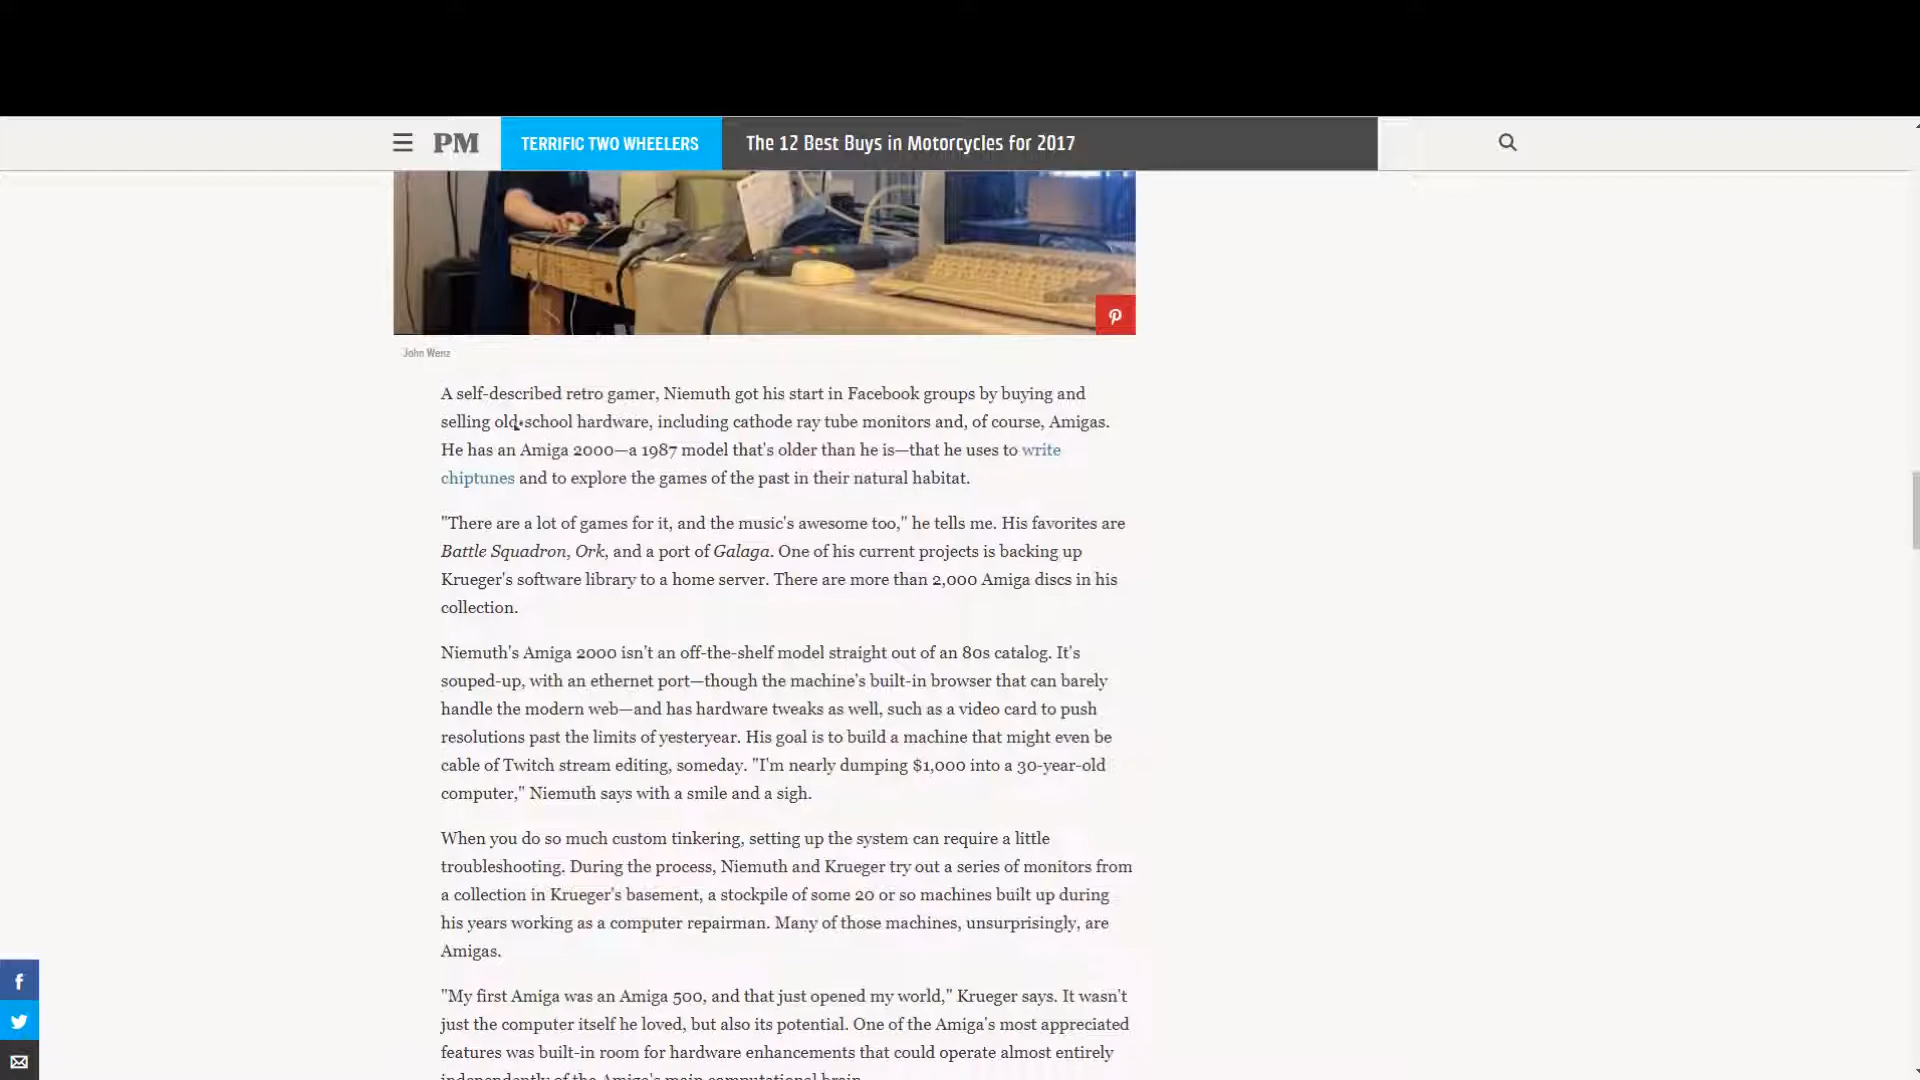 PM TERRIFIC TWO WHEELERS The 12 Best Buys in Motorcycles for 2017
John Wenz
A self-described retro gamer, Niemuth got his start in Facebook groups by buying and
selling old-school hardware, including cathode ray tube monitors and, of course, Amigas.
He has an Amiga 2000—a 1987 model that's older than he is—that he uses to write
chiptunes and to explore the games of the past in their natural habitat.
"There are a lot of games for it, and the music's awesome too," he tells me. His favorites are
Battle Squadron, Ork, and a port of Galaga. One of his current projects is backing up
Krueger's software library to a home server. There are more than 2,000 Amiga discs in his
collection.
Niemuth's Amiga 2000 isn't an off-the-shelf model straight out of an 80s catalog. It's
souped-up, with an ethernet port—though the machine's built-in browser that can barely
handle the modern web—and has hardware tweaks as well, such as a video card to push
resolutions past the limits of yesteryear. His goal is to build a machine that might even be
cable of Twitch stream editing, someday. "I'm nearly dumping $1,000 into a 30-year-old
computer," Niemuth says with a smile and a sigh.
When you do so much custom tinkering, setting up the system can require a little
troubleshooting. During the process, Niemuth and Krueger try out a series of monitors from
a collection in Krueger's basement, a stockpile of some 20 or so machines built up during
his years working as a computer repairman. Many of those machines, unsurprisingly, are
Amigas.
"My first Amiga was an Amiga 500, and that just opened my world," Krueger says. It wasn't
just the computer itself he loved, but also its potential. One of the Amiga's most appreciated
features was built-in room for hardware enhancements that could operate almost entirely
independently of the Amiga's main computational brain.